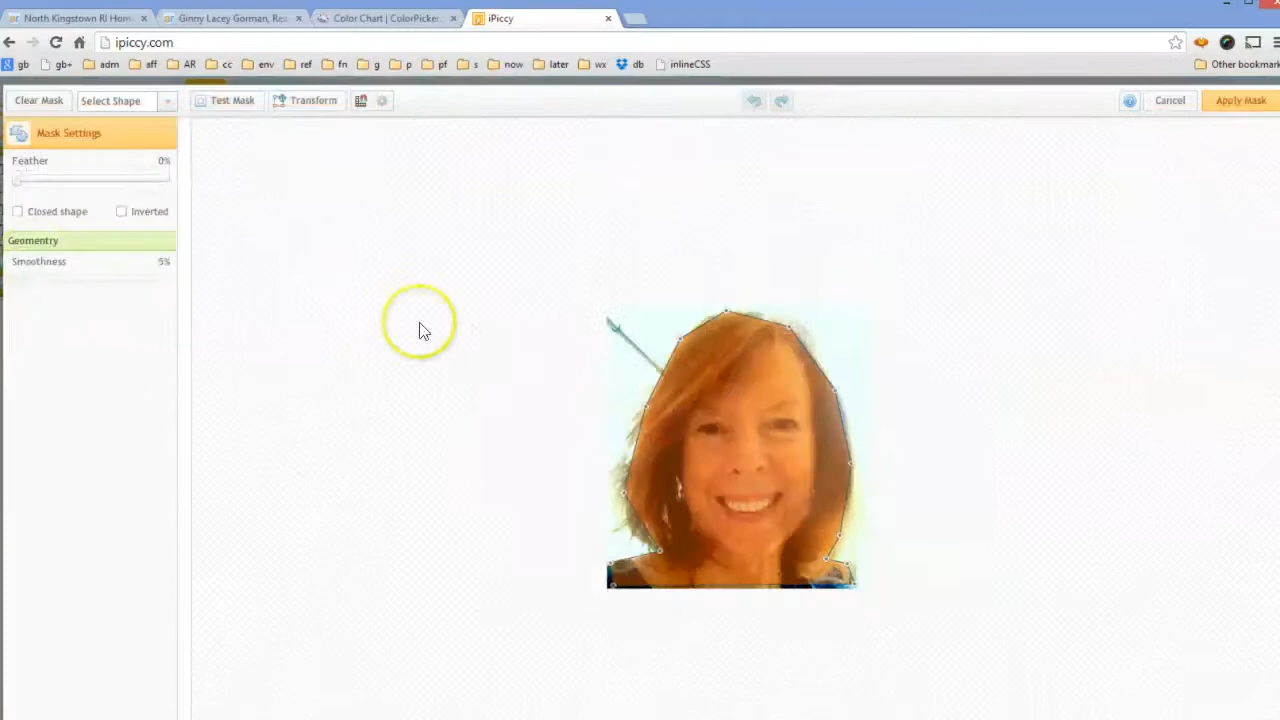 North Kingstown RI Hom
Ginny Lacey Gorman, Rea
Color Chart | ColorPicker.
iPiccy
ipiccy.com
gb
gb+
adm
aff
AR
cc
env
ref
fn
g
p
pf
s
now
later
wx
db
inlineCSS
Other bookmark
Clear Mask
Select Shape
Test Mask
Transform
Cancel
Apply Mask
Mask Settings
Feather
0%
Closed shape
Inverted
Geomentry
Smoothness
5%